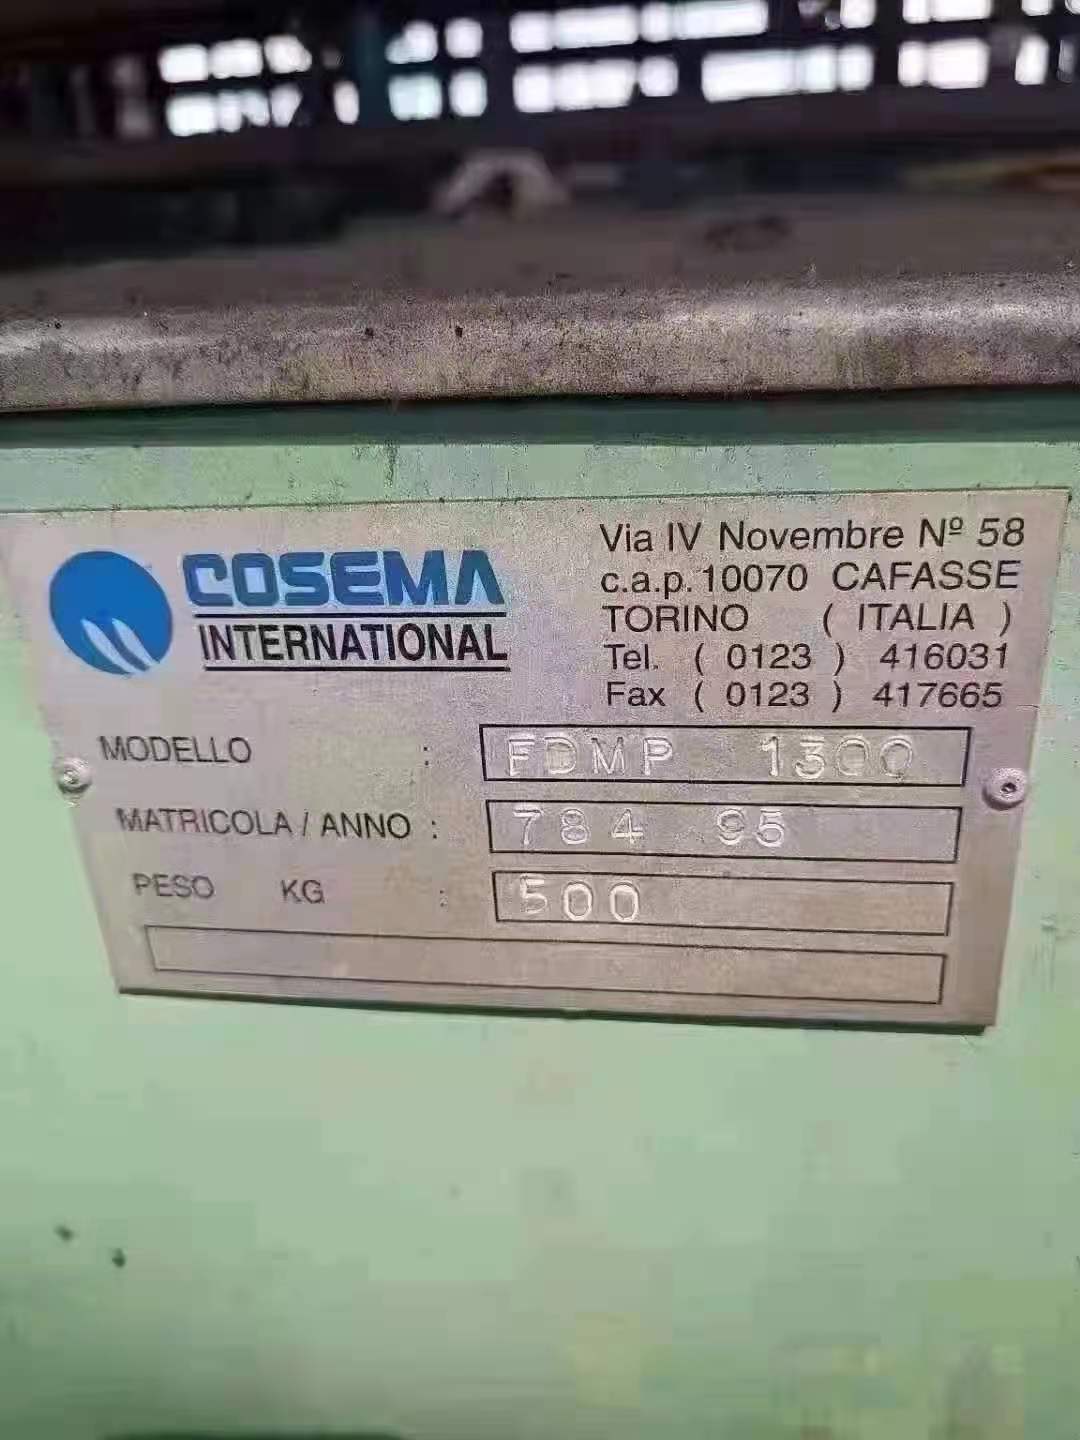 COSEMA
INTERNATIONAL
Via IV Novembre Nº 58
c.a.p. 10070 CAFASSE
TORINO ( ITALIA )
Tel. ( 0123 ) 416031
Fax ( 0123 ) 417665
MODELLO : FDMP 1300
MATRICOLA / ANNO : 784 95
PESO KG : 500